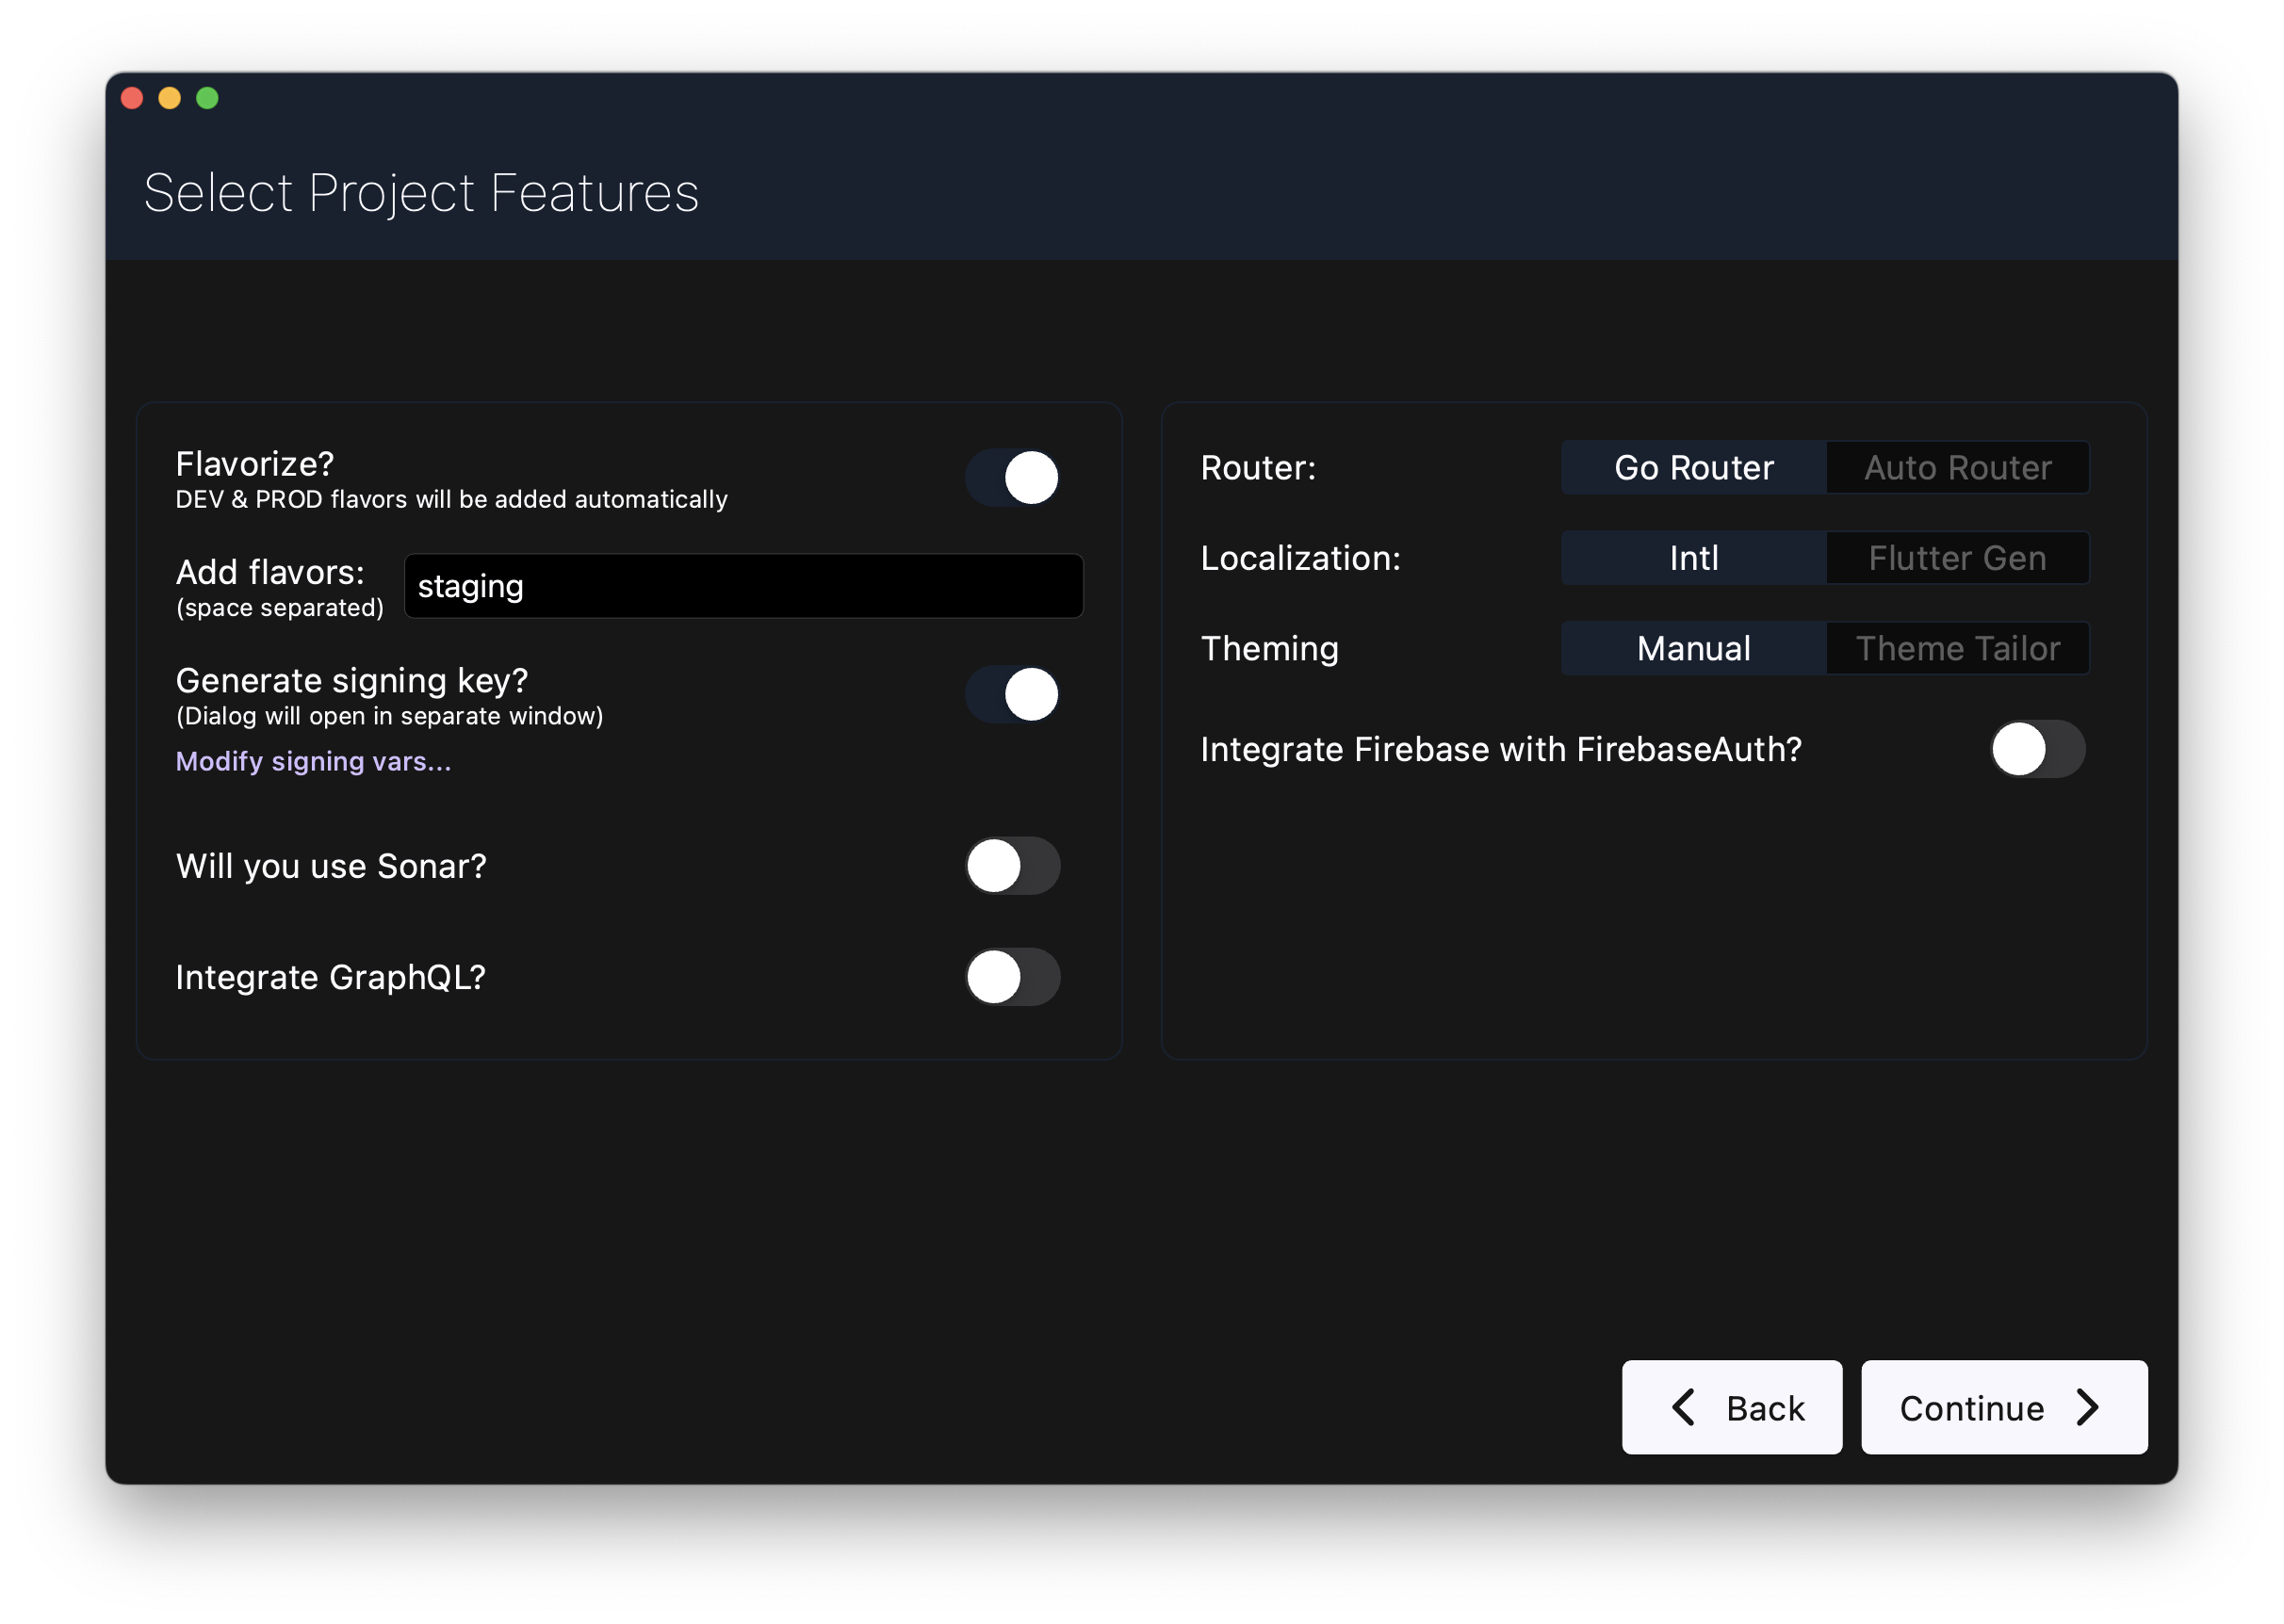 Select Project Features
Flavorize?
DEV & PROD flavors will be added automatically
Add flavors:
(space separated)
staging
Generate signing key?
(Dialog will open in separate window)
Modify signing vars...
Will you use Sonar?
Integrate GraphQL?
Router:
Go Router
Auto Router
Localization:
Intl
Flutter Gen
Theming
Manual
Theme Tailor
Integrate Firebase with FirebaseAuth?
Back
Continue